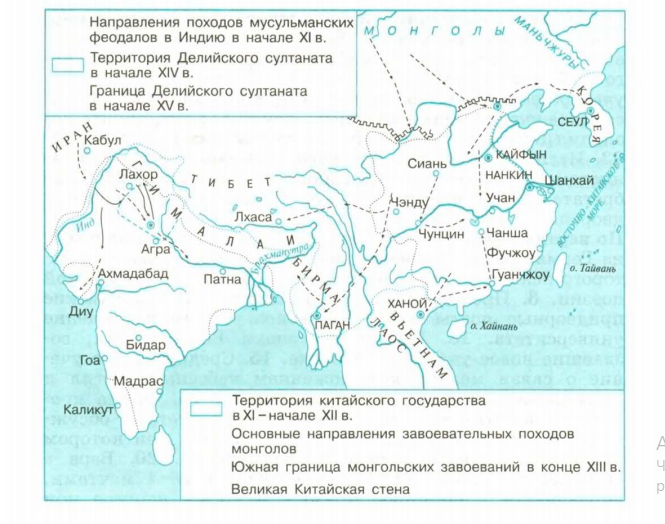 Направления походов мусульманских
феодалов в Индию в начале XI в.
Территория Делийского султаната
в начале XIV в.
Граница Делийского султаната
в начале XV в.
МОНГОЛЫ
МАНЬЧЖУРЫ
КОРЕЯ
СЕУЛ
ИРАН
Кабул
Лахор
ГИМАЛАИ
ТИБЕТ
Лхаса
Сиань
КАЙФЫН
НАНКИН
Шанхай
Учан
Чэнду
Чунцин
Чанша
Фучжоу
Гуанчжоу
о. Тайвань
ВОСТОЧНО-КИТАЙСКОЕ МОРЕ
Инд
Агра
Брахмапутра
Патна
Ахмадабад
Диу
БИРМА
ПАГАН
ХАНОЙ
ЛАОС
ВЬЕТНАМ
о. Хайнань
Бидар
Гоа
Мадрас
Каликут
Территория китайского государства
в XI – начале XII в.
Основные направления завоевательных походов
монголов
Южная граница монгольских завоеваний в конце XIII в.
Великая Китайская стена